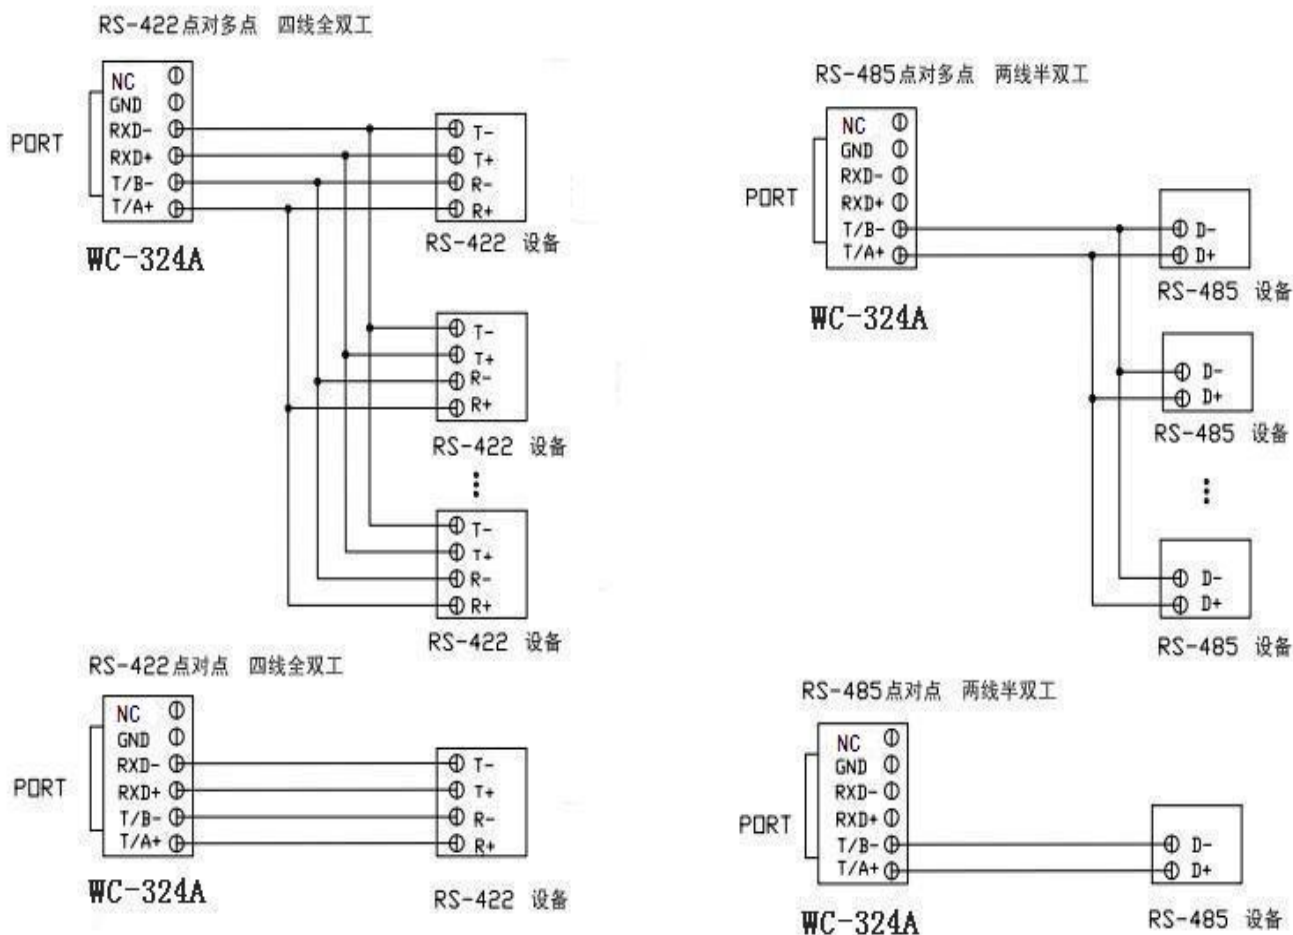 RS-422点对多点 四线全双工
PORT
NC
GND
RXD-
RXD+
T/B-
T/A+
WC-324A
T-
T+
R-
R+
RS-422 设备
T-
T+
R-
R+
RS-422 设备
T-
T+
R-
R+
RS-422 设备
RS-485点对多点 两线半双工
PORT
NC
GND
RXD-
RXD+
T/B-
T/A+
WC-324A
D-
D+
RS-485 设备
D-
D+
RS-485 设备
D-
D+
RS-485 设备
RS-422点对点 四线全双工
PORT
NC
GND
RXD-
RXD+
T/B-
T/A+
WC-324A
T-
T+
R-
R+
RS-422 设备
RS-485点对点 两线半双工
PORT
NC
GND
RXD-
RXD+
T/B-
T/A+
WC-324A
D-
D+
RS-485 设备